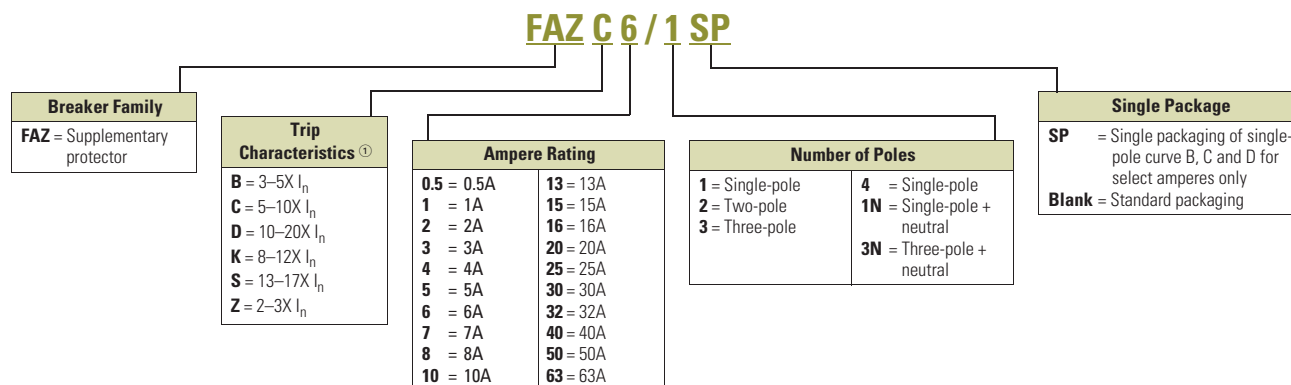 FAZ C 6 / 1 SP
Breaker Family
FAZ = Supplementary
protector
Trip
Characteristics ①
B = 3–5X In
C = 5–10X In
D = 10–20X In
K = 8–12X In
S = 13–17X In
Z = 2–3X In
Ampere Rating
0.5 = 0.5A
1 = 1A
2 = 2A
3 = 3A
4 = 4A
5 = 5A
6 = 6A
7 = 7A
8 = 8A
10 = 10A
13 = 13A
15 = 15A
16 = 16A
20 = 20A
25 = 25A
30 = 30A
32 = 32A
40 = 40A
50 = 50A
63 = 63A
Number of Poles
1 = Single-pole
2 = Two-pole
3 = Three-pole
4 = Single-pole
1N = Single-pole +
neutral
3N = Three-pole +
neutral
Single Package
SP = Single packaging of single-
pole curve B, C and D for
select amperes only
Blank = Standard packaging